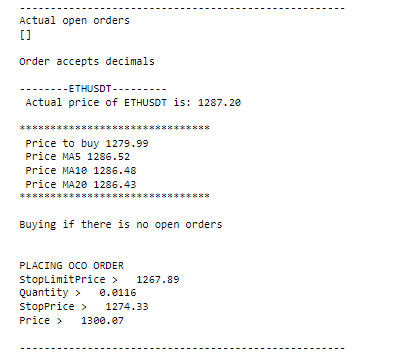 -----------------------------------------------------
Actual open orders
[]
Order accepts decimals
--------ETHUSDT---------
Actual price of ETHUSDT is: 1287.20
*******************************
Price to buy 1279.99
Price MA5 1286.52
Price MA10 1286.48
Price MA20 1286.43
*******************************
Buying if there is no open orders
PLACING OCO ORDER
StopLimitPrice >   1267.89
Quantity >   0.0116
StopPrice >   1274.33
Price >   1300.07
-----------------------------------------------------